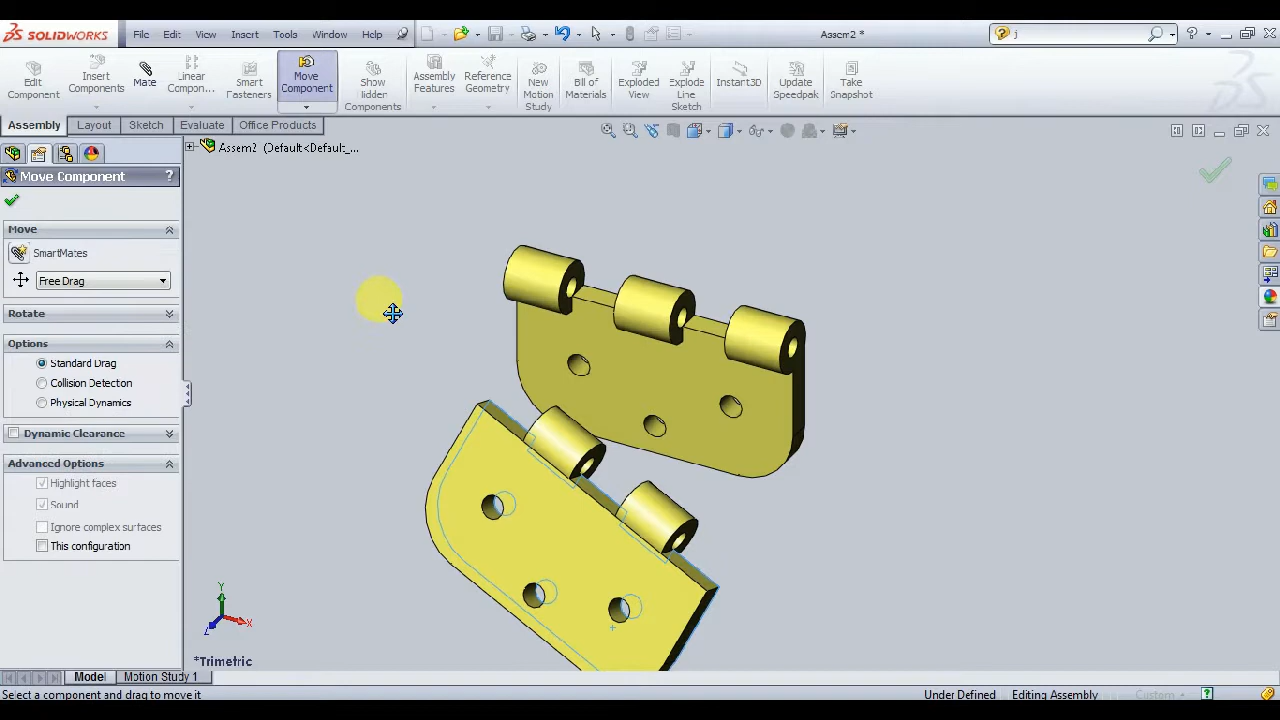 SOLIDWORKS
File Edit View Insert Tools Window Help
Assem2 *
j
Edit Component
Insert Components
Mate
Linear Compon...
Smart Fasteners
Move Component
Show Hidden Components
Assembly Features
Reference Geometry
New Motion Study
Bill of Materials
Exploded View
Explode Line Sketch
Instant3D
Update Speedpak
Take Snapshot
Assembly Layout Sketch Evaluate Office Products
Assem2 (Default<Default_...
Move Component ?
Move
SmartMates
Free Drag
Rotate
Options
Standard Drag
Collision Detection
Physical Dynamics
Dynamic Clearance
Advanced Options
Highlight faces
Sound
Ignore complex surfaces
This configuration
Y
X
Z
*Trimetric
Model Motion Study 1
Select a component and drag to move it
Under Defined Editing Assembly Custom